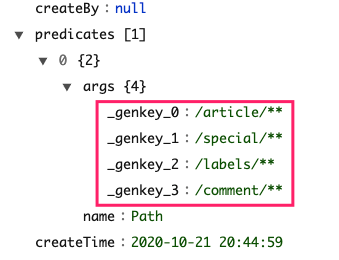 createBy : null
predicates [1]
0 {2}
args {4}
_genkey_0 : /article/**
_genkey_1 : /special/**
_genkey_2 : /labels/**
_genkey_3 : /comment/**
name : Path
createTime : 2020-10-21 20:44:59